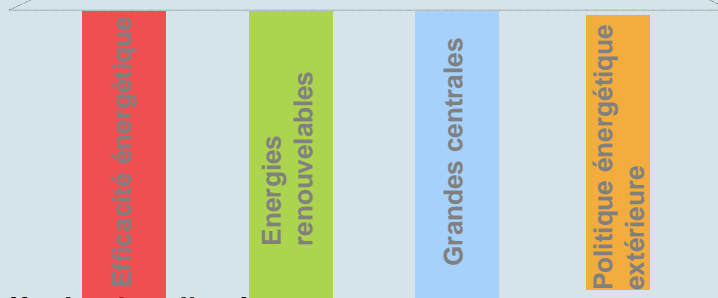 Efficacité énergétique
Energies
renouvelables
Grandes centrales
Politique énergétique
extérieure